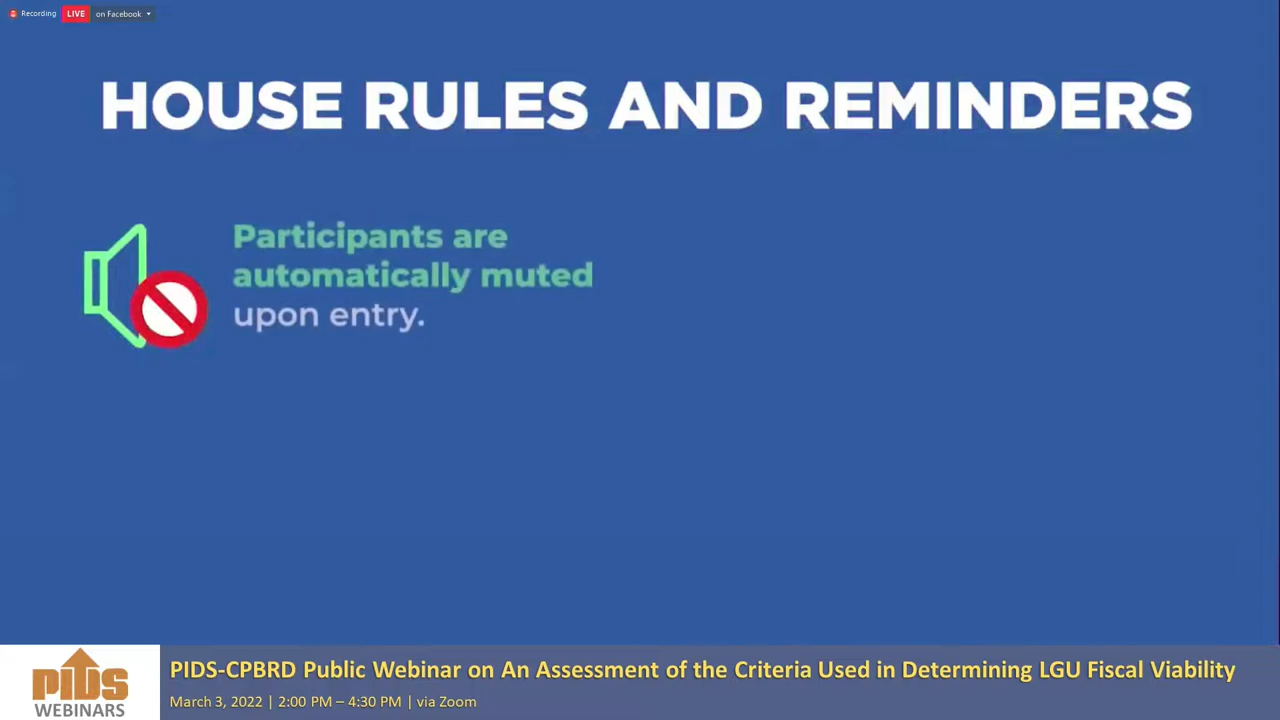 Recording LIVE on Facebook
HOUSE RULES AND REMINDERS
Participants are
automatically muted
upon entry.
PIDS
WEBINARS
PIDS-CPBRD Public Webinar on An Assessment of the Criteria Used in Determining LGU Fiscal Viability
March 3, 2022 | 2:00 PM – 4:30 PM | via Zoom